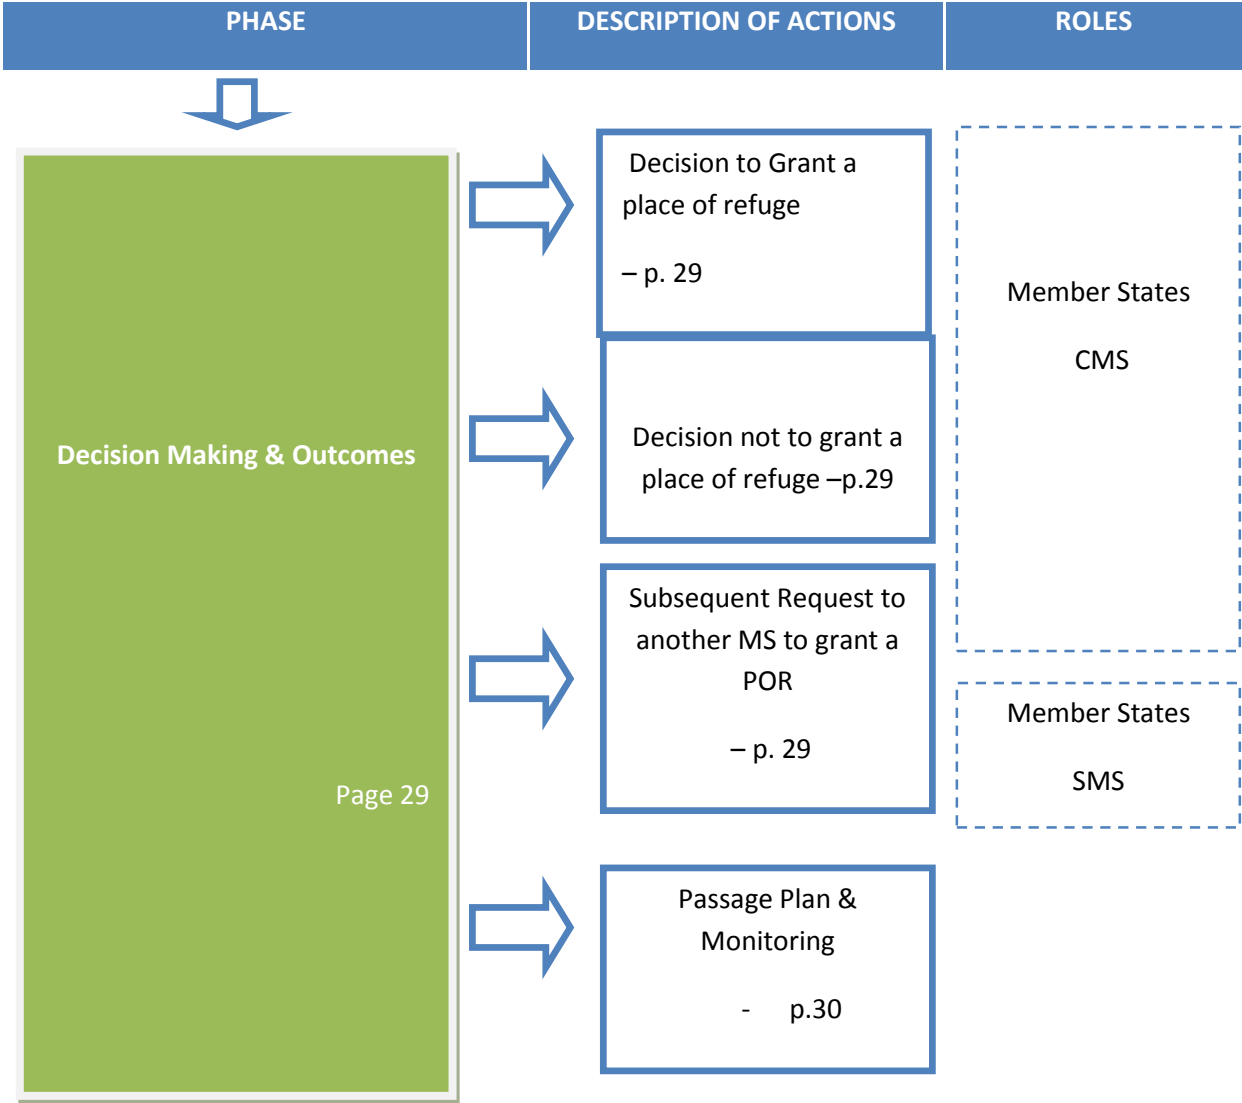 PHASE
DESCRIPTION OF ACTIONS
ROLES
Decision Making & Outcomes
Page 29
Decision to Grant a
place of refuge
– p. 29
Decision not to grant a
place of refuge –p.29
Subsequent Request to
another MS to grant a
POR
– p. 29
Passage Plan &
Monitoring
- p.30
Member States
CMS
Member States
SMS